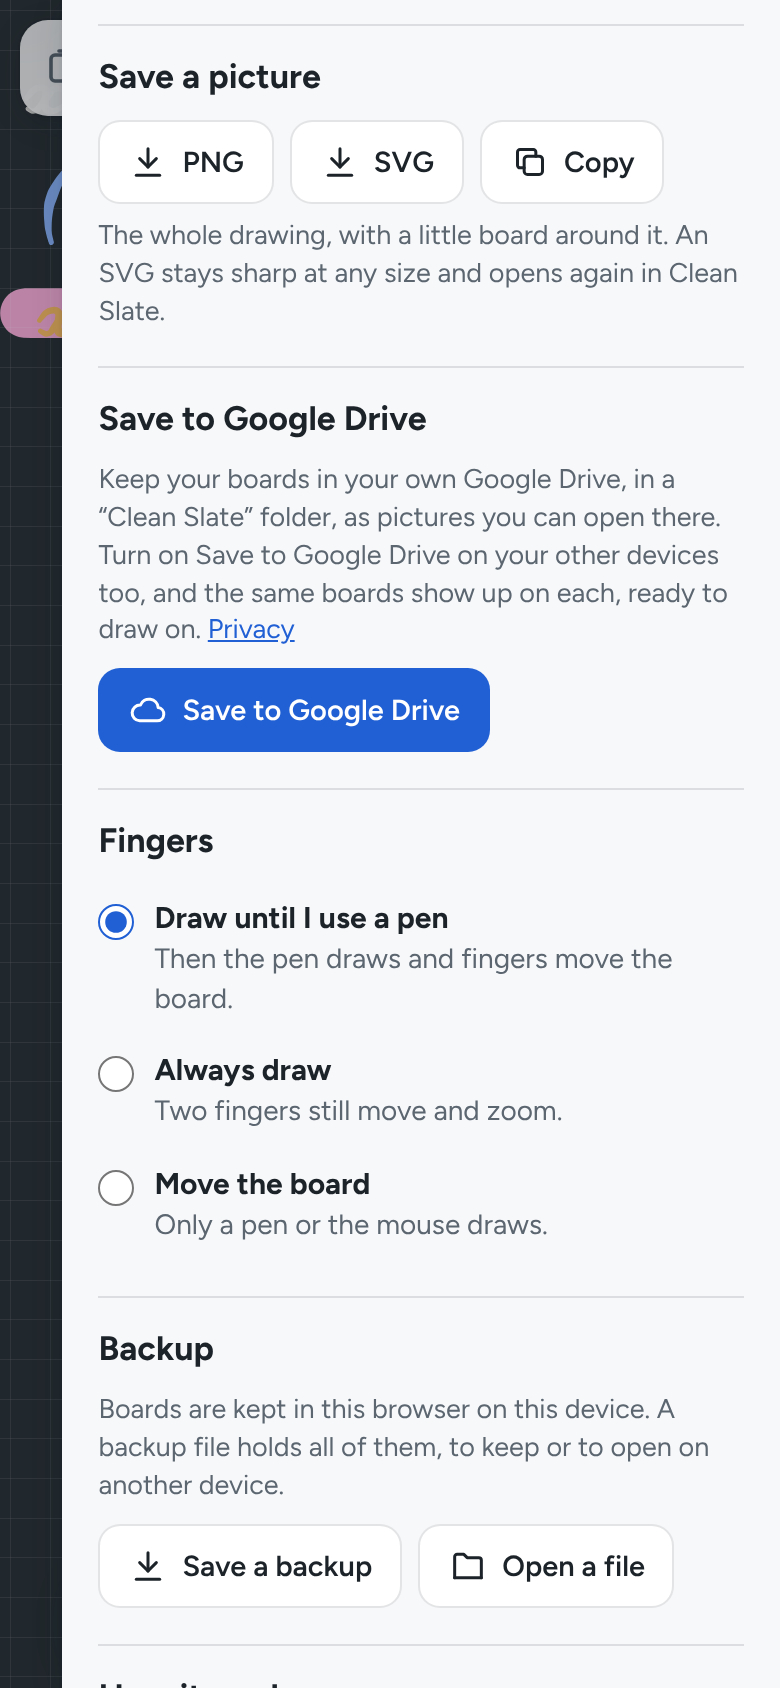 Save a picture
PNG
SVG
Copy
The whole drawing, with a little board around it. An
SVG stays sharp at any size and opens again in Clean
Slate.
Save to Google Drive
Keep your boards in your own Google Drive, in a
“Clean Slate” folder, as pictures you can open there.
Turn on Save to Google Drive on your other devices
too, and the same boards show up on each, ready to
draw on. Privacy
Save to Google Drive
Fingers
Draw until I use a pen
Then the pen draws and fingers move the
board.
Always draw
Two fingers still move and zoom.
Move the board
Only a pen or the mouse draws.
Backup
Boards are kept in this browser on this device. A
backup file holds all of them, to keep or to open on
another device.
Save a backup
Open a file